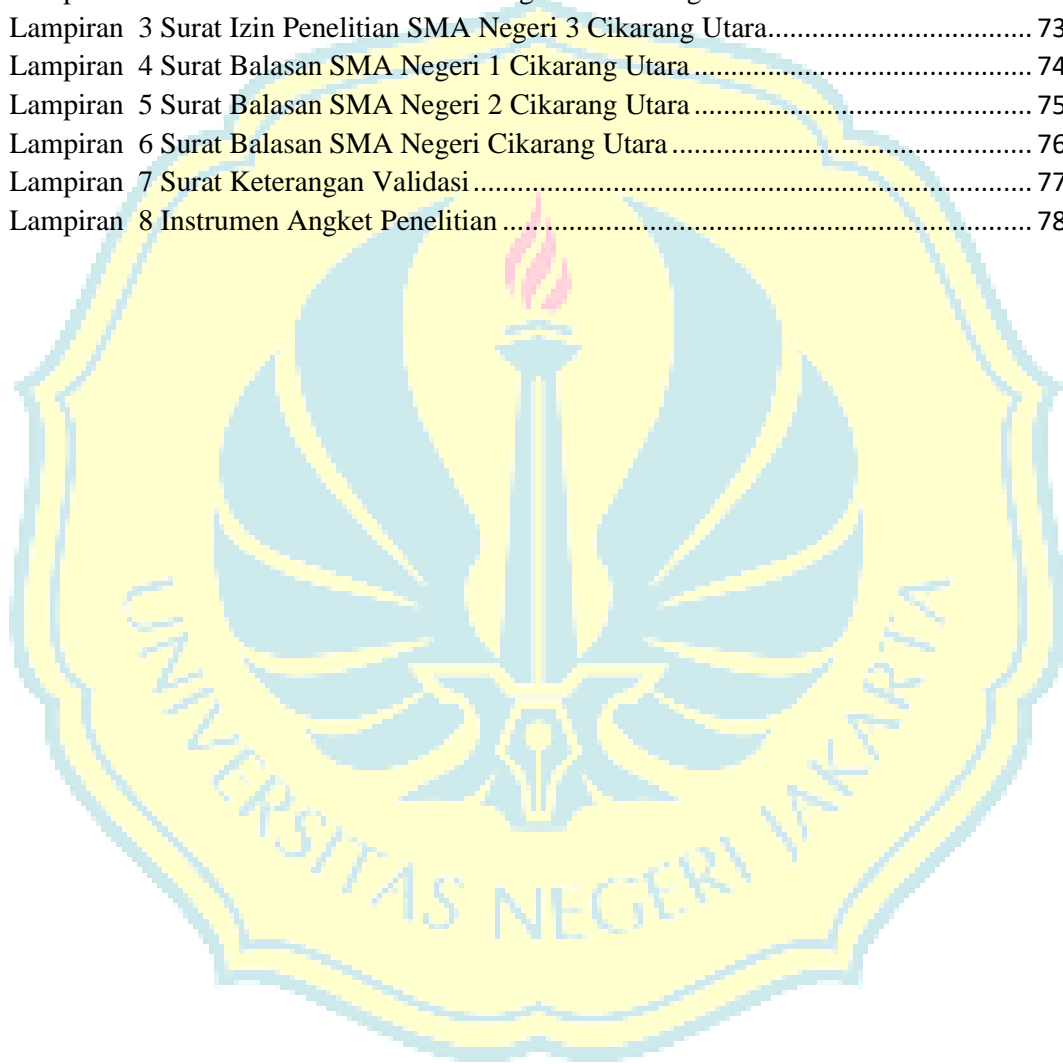 Lampiran  3 Surat Izin Penelitian SMA Negeri 3 Cikarang Utara................................ 73
Lampiran  4 Surat Balasan SMA Negeri 1 Cikarang Utara......................................... 74
Lampiran  5 Surat Balasan SMA Negeri 2 Cikarang Utara......................................... 75
Lampiran  6 Surat Balasan SMA Negeri Cikarang Utara............................................ 76
Lampiran  7 Surat Keterangan Validasi..................................................................... 77
Lampiran  8 Instrumen Angket Penelitian ................................................................. 78
UNIVERSITAS NEGERI JAKARTA